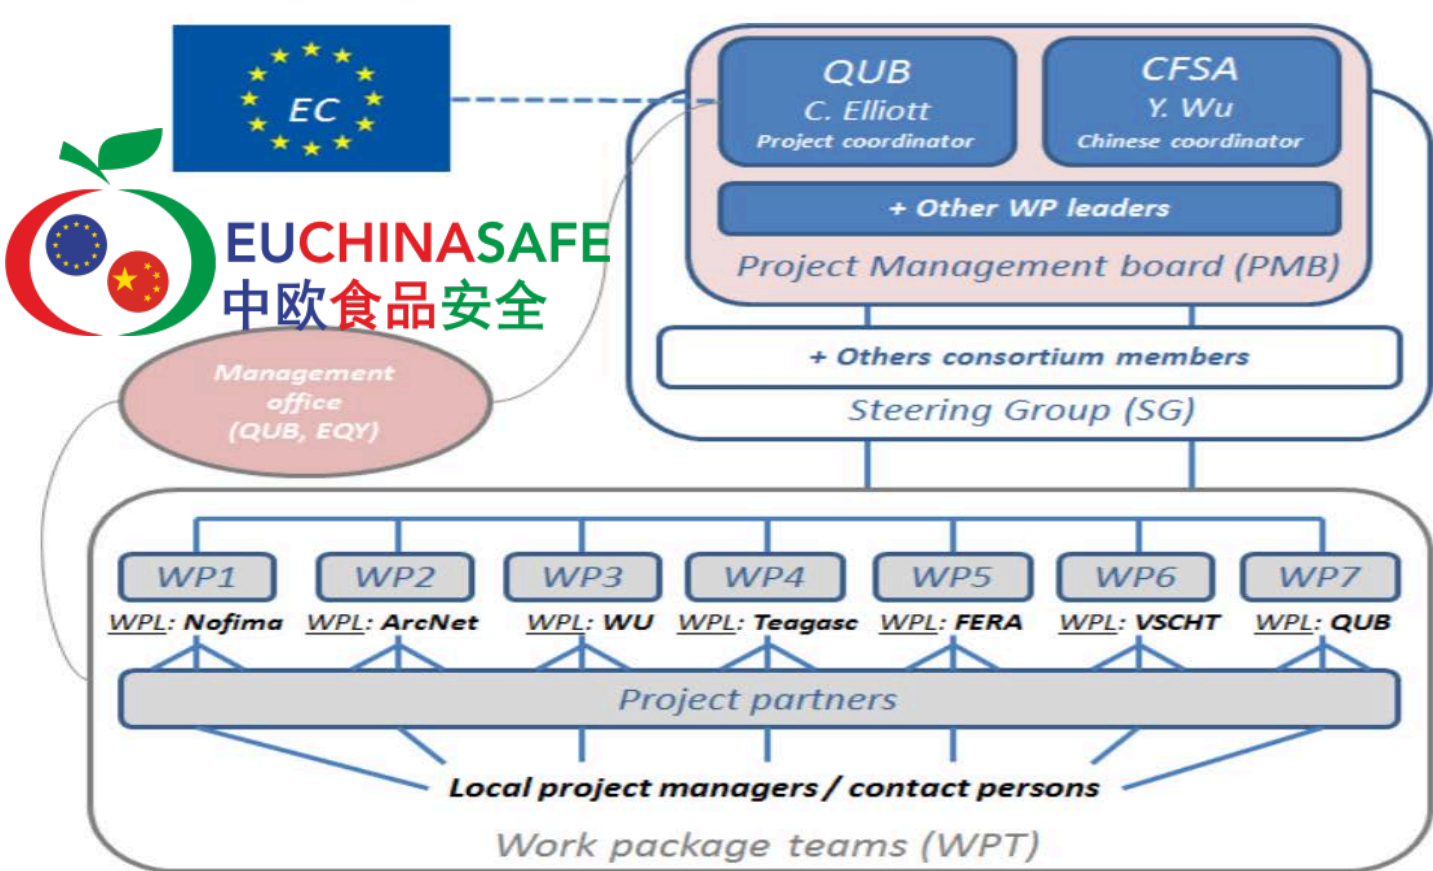 EC
QUB
C. Elliott
Project coordinator
CFSA
Y. Wu
Chinese coordinator
+ Other WP leaders
Project Management board (PMB)
EUCHINASAFE
中欧食品安全
+ Others consortium members
Steering Group (SG)
Management
office
(QUB, EQY)
WP1 WP2 WP3 WP4 WP5 WP6 WP7
WPL: Nofima WPL: ArcNet WPL: WU WPL: Teagasc WPL: FERA WPL: VSCHT WPL: QUB
Project partners
Local project managers / contact persons
Work package teams (WPT)